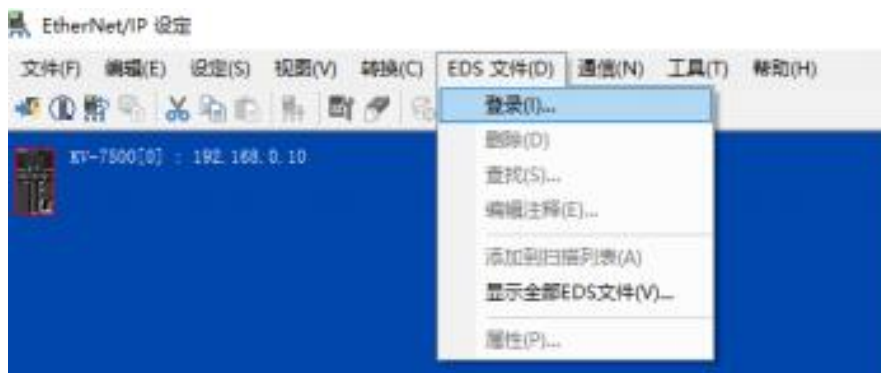 EtherNet/IP 设定
文件(F) 编辑(E) 设定(S) 视图(V) 转换(C) EDS 文件(D) 通信(N) 工具(T) 帮助(H)
登录(I)...
删除(D)
查找(S)...
编辑注释(E)...
添加到扫描列表(A)
显示全部EDS文件(V)...
属性(P)...
KV-7500[0] : 192.168.0.10